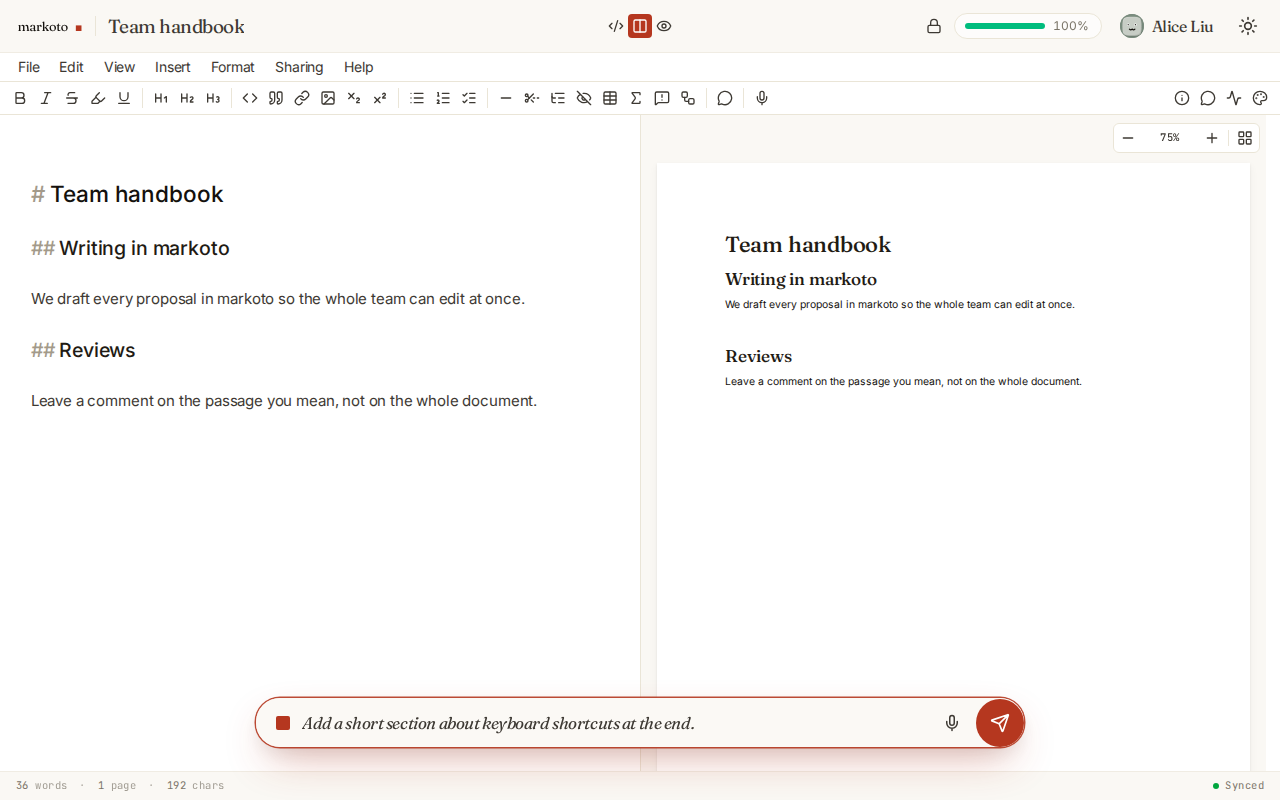 markoto
Team handbook
100%
Alice Liu
File Edit View Insert Format Sharing Help
H1 H2 H3
75%
# Team handbook
## Writing in markoto
We draft every proposal in markoto so the whole team can edit at once.
## Reviews
Leave a comment on the passage you mean, not on the whole document.
Team handbook
Writing in markoto
We draft every proposal in markoto so the whole team can edit at once.
Reviews
Leave a comment on the passage you mean, not on the whole document.
Add a short section about keyboard shortcuts at the end.
36 words · 1 page · 192 chars
Synced